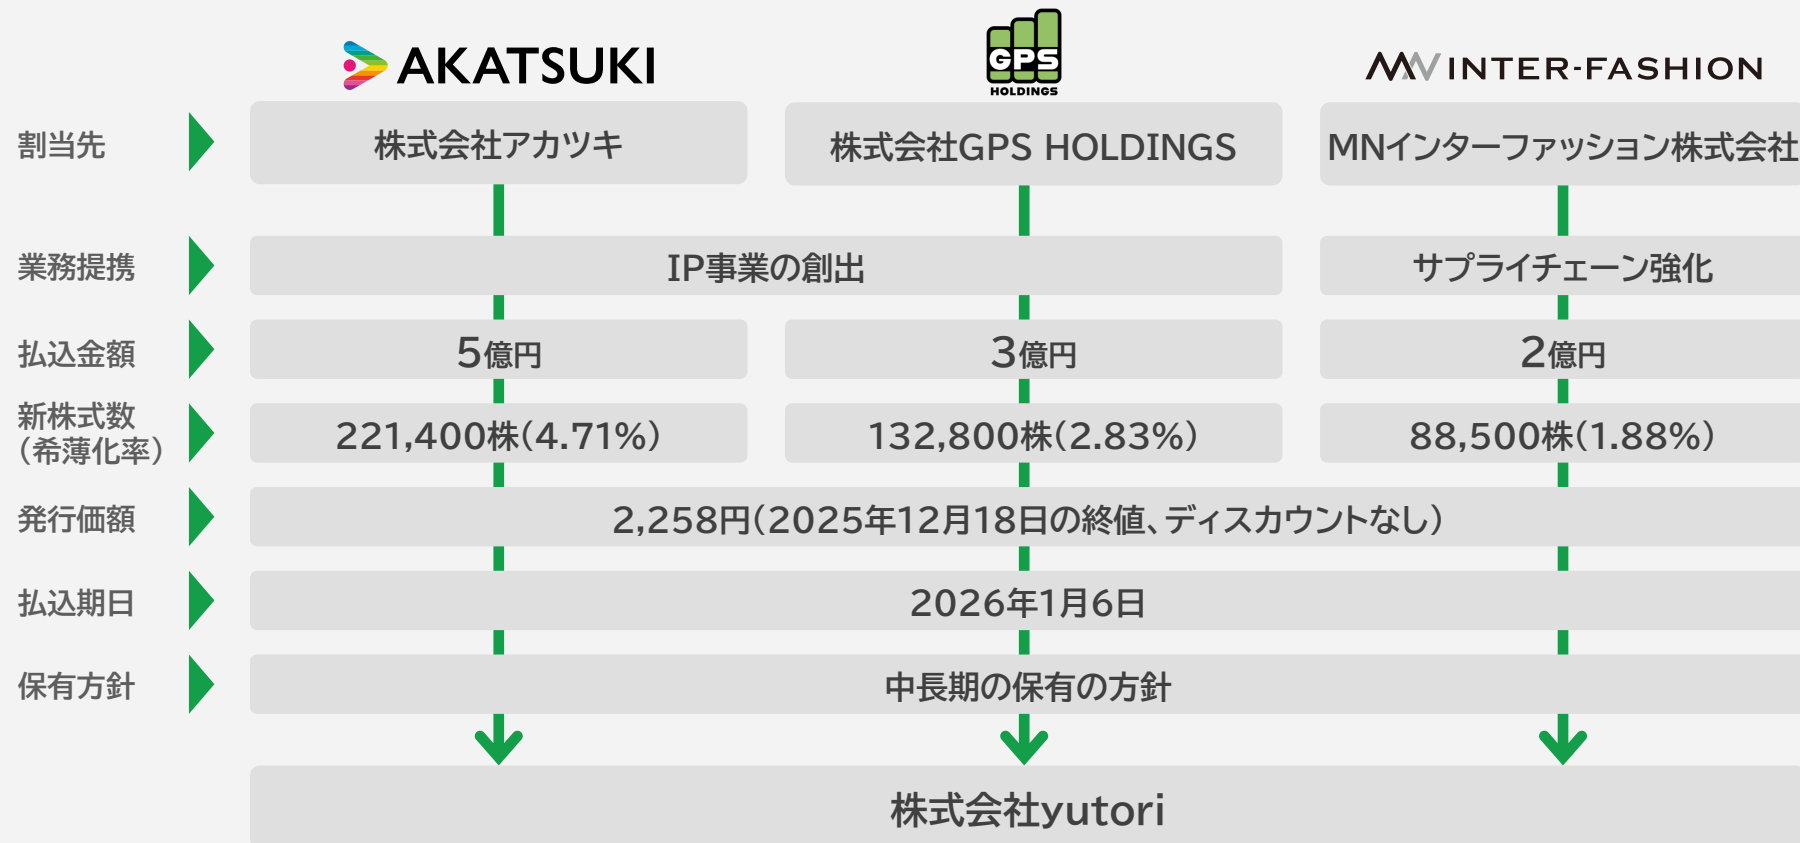 AKATSUKI
GPS
HOLDINGS
MN INTER-FASHION
割当先
株式会社アカツキ
株式会社GPS HOLDINGS
MNインターファッション株式会社
業務提携
IP事業の創出
サプライチェーン強化
払込金額
5億円
3億円
2億円
新株式数
（希薄化率）
221,400株（4.71%）
132,800株（2.83%）
88,500株（1.88%）
発行価額
2,258円（2025年12月18日の終値、ディスカウントなし）
払込期日
2026年1月6日
保有方針
中長期の保有の方針
株式会社yutori